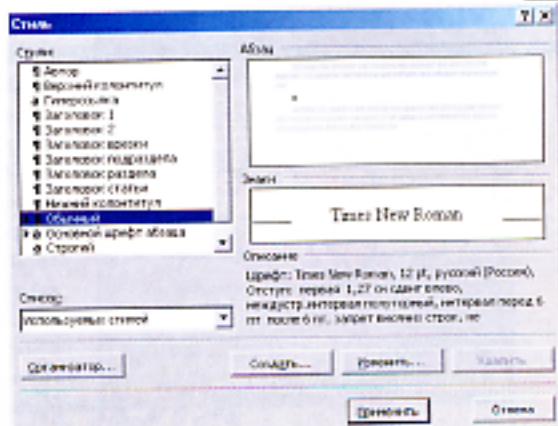 Стиль
Стили:
Автор
Верхний колонтитул
Гиперссылка
Заголовок 1
Заголовок 2
Заголовок врезки
Заголовок подраздела
Заголовок раздела
Заголовок статьи
Нижний колонтитул
Обычный
Основной шрифт абзаца
Строгий
Список:
используемых стилей
Абзац
Знаки
Times New Roman
Описание
Шрифт: Times New Roman, 12 pt, русский (Россия),
Отступ: первая 1,27 см сдвиг влево,
междустр.интервал полуторный, интервал перед 6
пт после 6 пт, запрет висячих строк, не
Организатор...
Создать...
Изменить...
Удалить
Применить
Отмена